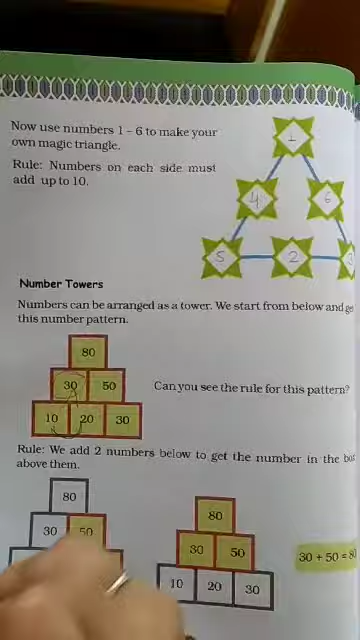 Now use numbers 1 – 6 to make your
own magic triangle.
Rule: Numbers on each side must
add up to 10.
1
4 6
5 2 3
Number Towers
Numbers can be arranged as a tower. We start from below and get
this number pattern.
80
30 50
10 20 30
Can you see the rule for this pattern?
Rule: We add 2 numbers below to get the number in the box
above them.
80
30 50
80
30 50
10 20 30
30 + 50 = 80